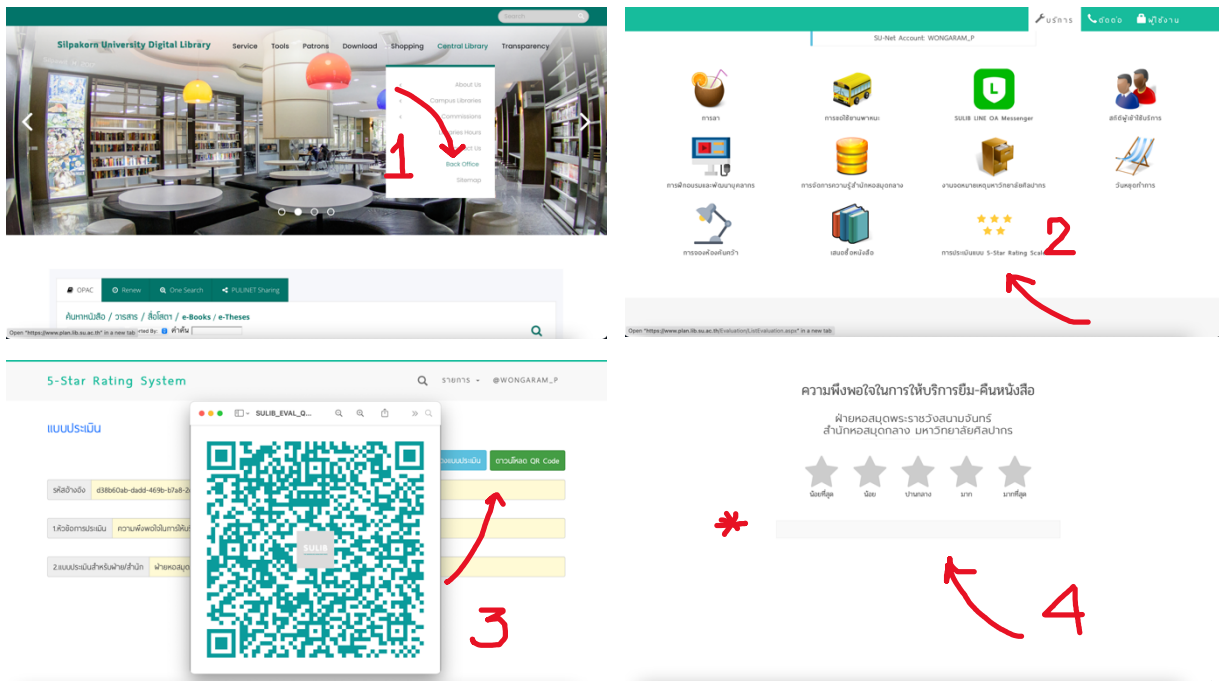 Search
Silpakorn University Digital Library
Service Tools Patrons Download Shopping Central Library Transparency
About Us
Campus Libraries
Commissions
Hours
Us
Back Office
Sitemap
1
OPAC Renew One Search PULINET Sharing
ค้นหาหนังสือ / วารสาร / สื่อโสตฯ / e-Books / e-Theses
Open "https://www.plan.lib.su.ac.th" in a new tab By: คำค้น
บริการ ติดต่อ ผู้ใช้งาน
SU-Net Account: WONGARAM_P
การลา การขอใช้ยานพาหนะ SULIB LINE OA Messenger สถิติผู้เข้าใช้บริการ
การฝึกอบรมและพัฒนาบุคลากร การจัดการความรู้สำนักหอสมุดกลาง งานจดหมายเหตุมหาวิทยาลัยศิลปากร วันหยุดทำการ
การจองห้องค้นคว้า เสนอซื้อหนังสือ การประเมินแบบ 5-Star Rating Scale
2
Open "https://www.plan.lib.su.ac.th/Evaluation/ListEvaluation.aspx" in a new tab
5-Star Rating System รายการ @WONGARAM_P
SULIB_EVAL_Q...
แบบประเมิน
ดาวน์โหลด QR Code
รหัสอ้างอิง d38b60ab-dadd-469b-b7a8-
1.หัวข้อการประเมิน ความพึงพอใจในการให้บริ
2.แบบประเมินสำหรับฝ่าย/สำนัก ฝ่ายหอสมุด
SULIB
3
ความพึงพอใจในการให้บริการยืม-คืนหนังสือ
ฝ่ายหอสมุดพระราชวังสนามจันทร์
สำนักหอสมุดกลาง มหาวิทยาลัยศิลปากร
น้อยที่สุด น้อย ปานกลาง มาก มากที่สุด
*
4